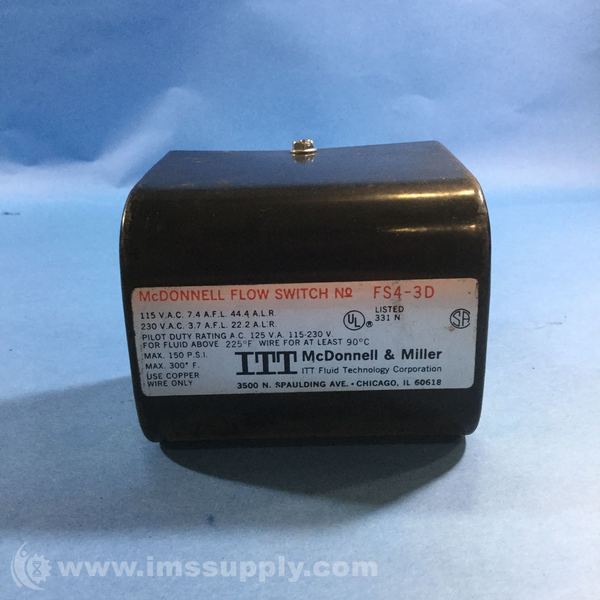 McDONNELL FLOW SWITCH No FS4-3D
115 V.A.C. 7.4 A.F.L. 44.4 A.L.R.
230 V.A.C. 3.7 A.F.L. 22.2 A.L.R.
PILOT DUTY RATING A.C. 125 V.A. 115-230 V.
FOR FLUID ABOVE 225°F WIRE FOR AT LEAST 90°C
UL
LISTED
331 N
SA
MAX. 150 P.S.I.
MAX. 300° F.
USE COPPER
WIRE ONLY
ITT McDonnell & Miller
ITT Fluid Technology Corporation
3500 N. SPAULDING AVE. • CHICAGO, IL 60618
www.imssupply.com/